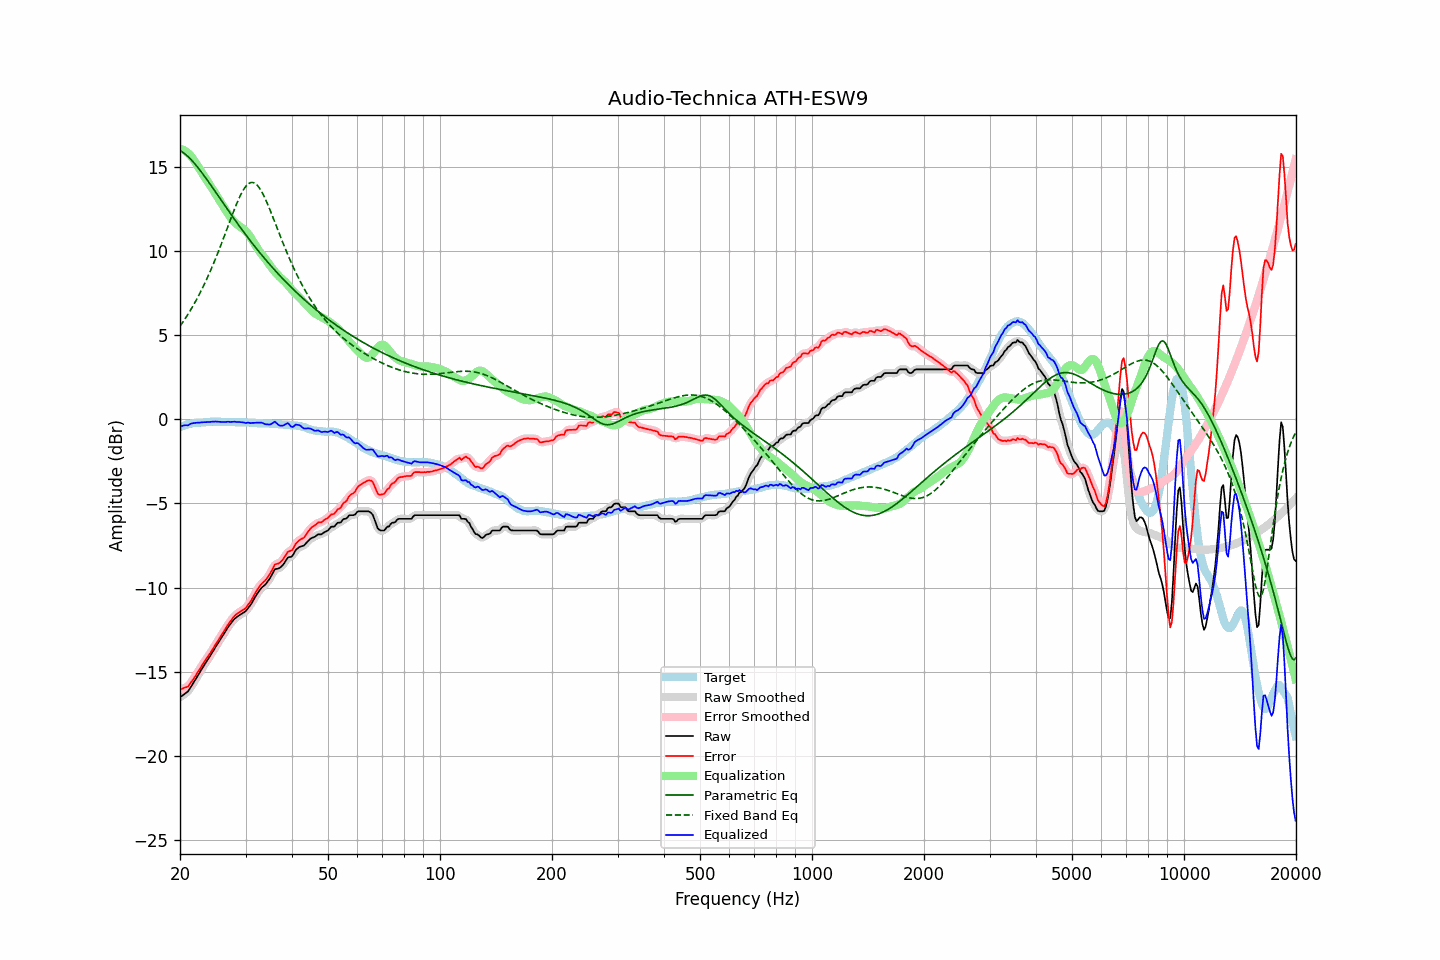 Audio-Technica ATH-ESW9
Amplitude (dBr)
15
10
5
0
−5
−10
−15
−20
−25
Target
Raw Smoothed
Error Smoothed
Raw
Error
Equalization
Parametric Eq
Fixed Band Eq
Equalized
20 50 100 200 500 1000 2000 5000 10000 20000
Frequency (Hz)